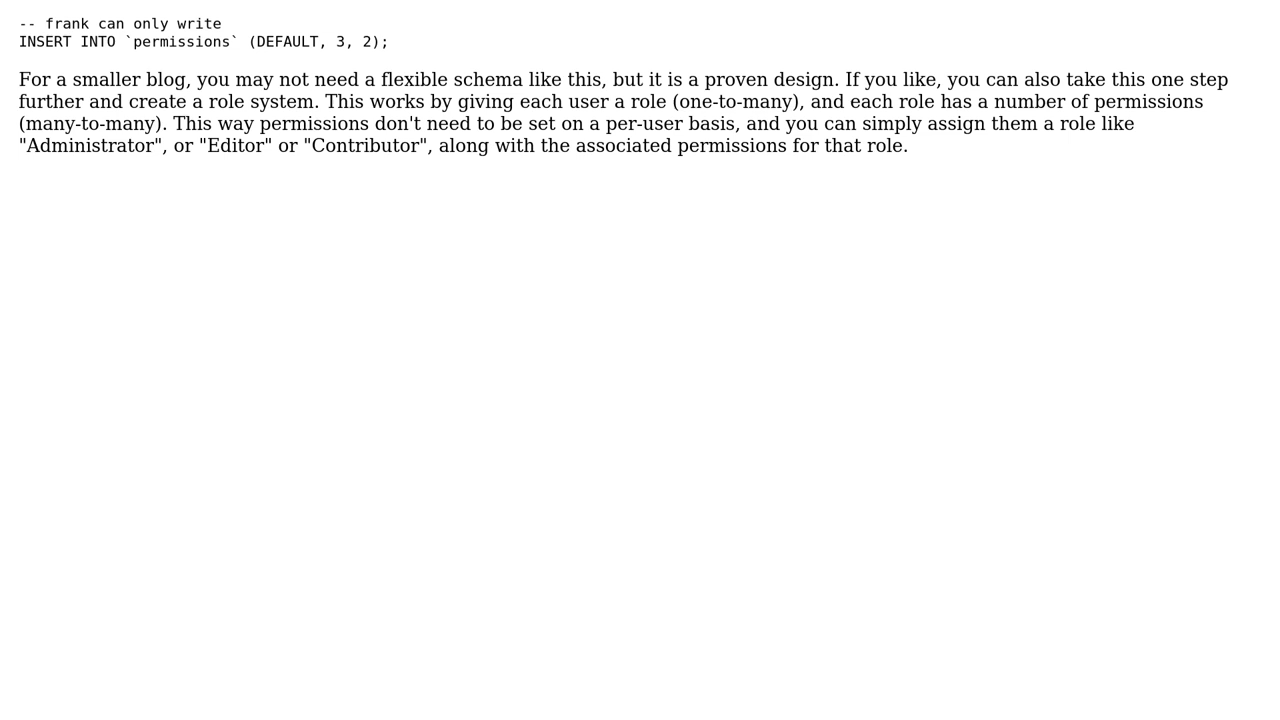 -- frank can only write
INSERT INTO `permissions` (DEFAULT, 3, 2);
For a smaller blog, you may not need a flexible schema like this, but it is a proven design. If you like, you can also take this one step
further and create a role system. This works by giving each user a role (one-to-many), and each role has a number of permissions
(many-to-many). This way permissions don't need to be set on a per-user basis, and you can simply assign them a role like
"Administrator", or "Editor" or "Contributor", along with the associated permissions for that role.